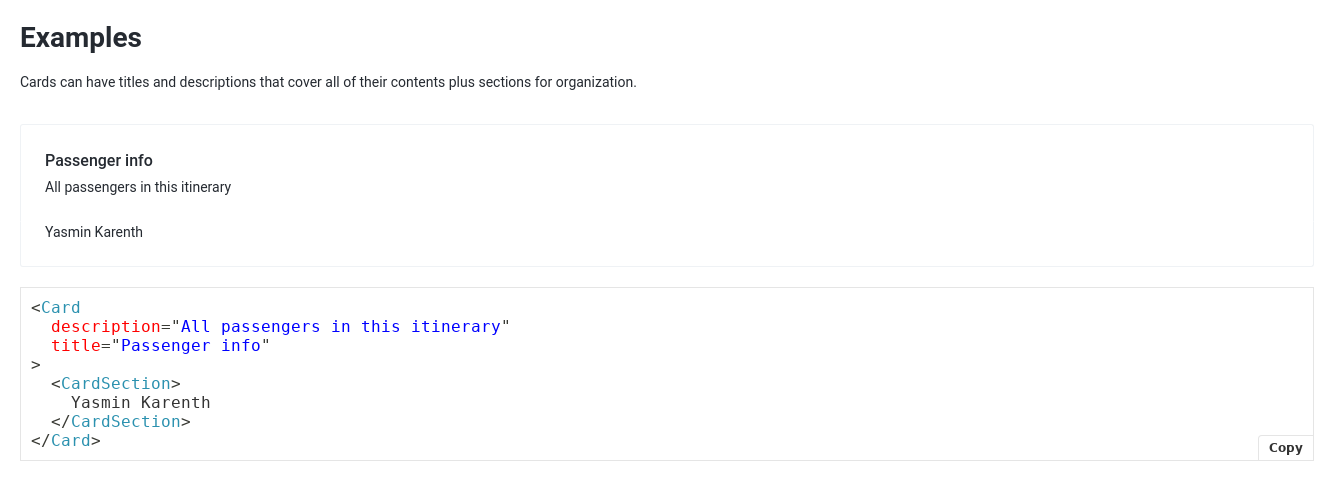 Examples
Cards can have titles and descriptions that cover all of their contents plus sections for organization.
Passenger info
All passengers in this itinerary
Yasmin Karenth
<Card
  description="All passengers in this itinerary"
  title="Passenger info"
>
  <CardSection>
    Yasmin Karenth
  </CardSection>
</Card>
Copy